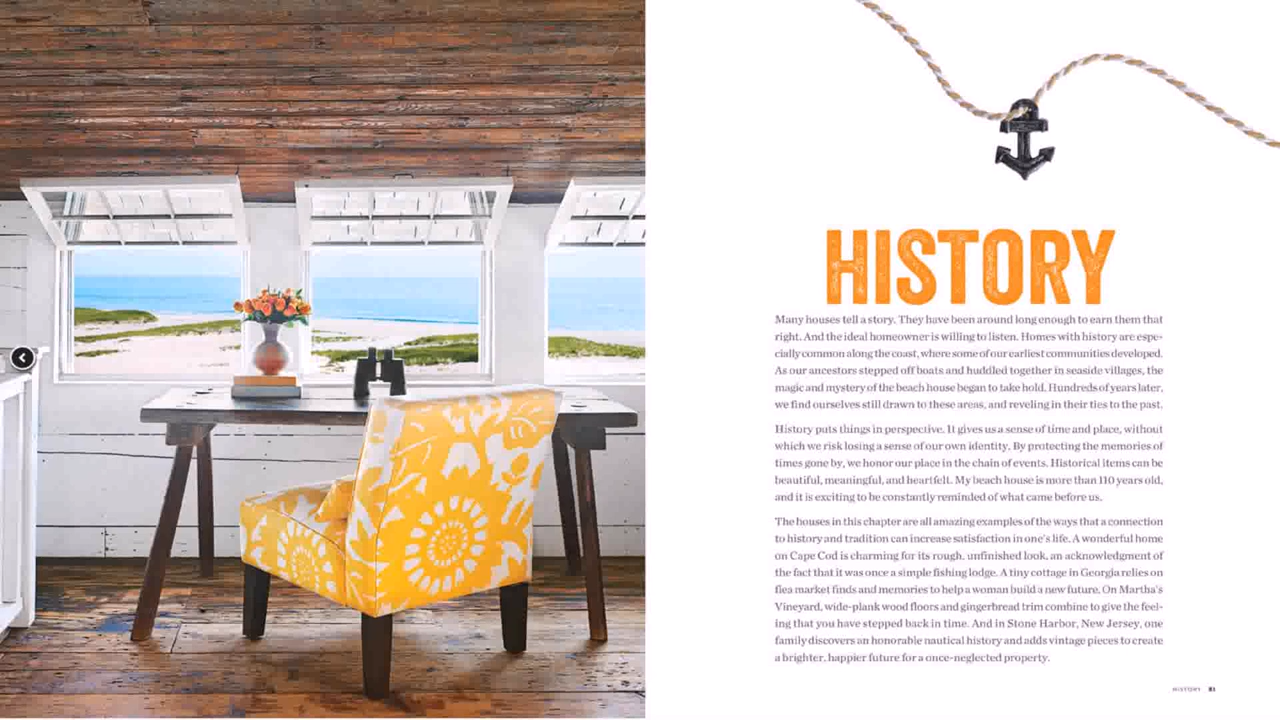 HISTORY
Many houses tell a story. They have been around long enough to earn them that
right. And the ideal homeowner is willing to listen. Homes with history are espe-
cially common along the coast, where some of our earliest communities developed.
As our ancestors stepped off boats and huddled together in seaside villages, the
magic and mystery of the beach house began to take hold. Hundreds of years later,
we find ourselves still drawn to these areas, and reveling in their ties to the past.
History puts things in perspective. It gives us a sense of time and place, without
which we risk losing a sense of our own identity. By protecting the memories of
times gone by, we honor our place in the chain of events. Historical items can be
beautiful, meaningful, and heartfelt. My beach house is more than 110 years old,
and it is exciting to be constantly reminded of what came before us.
The houses in this chapter are all amazing examples of the ways that a connection
to history and tradition can increase satisfaction in one's life. A wonderful home
on Cape Cod is charming for its rough, unfinished look, an acknowledgment of
the fact that it was once a simple fishing lodge. A tiny cottage in Georgia relies on
flea market finds and memories to help a woman build a new future. On Martha's
Vineyard, wide-plank wood floors and gingerbread trim combine to give the feel-
ing that you have stepped back in time. And in Stone Harbor, New Jersey, one
family discovers an honorable nautical history and adds vintage pieces to create
a brighter, happier future for a once-neglected property.
HISTORY 81